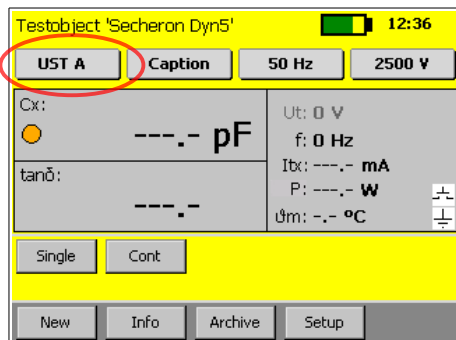 Testobject 'Secheron Dyn5' 12:36
UST A Caption 50 Hz 2500 V
Cx:
---.- pF
tanδ:
---.-
Ut: 0 V
f: 0 Hz
Itx: ---.- mA
P: ---.- W
ϑm: -.- ºC
Single Cont
New Info Archive Setup